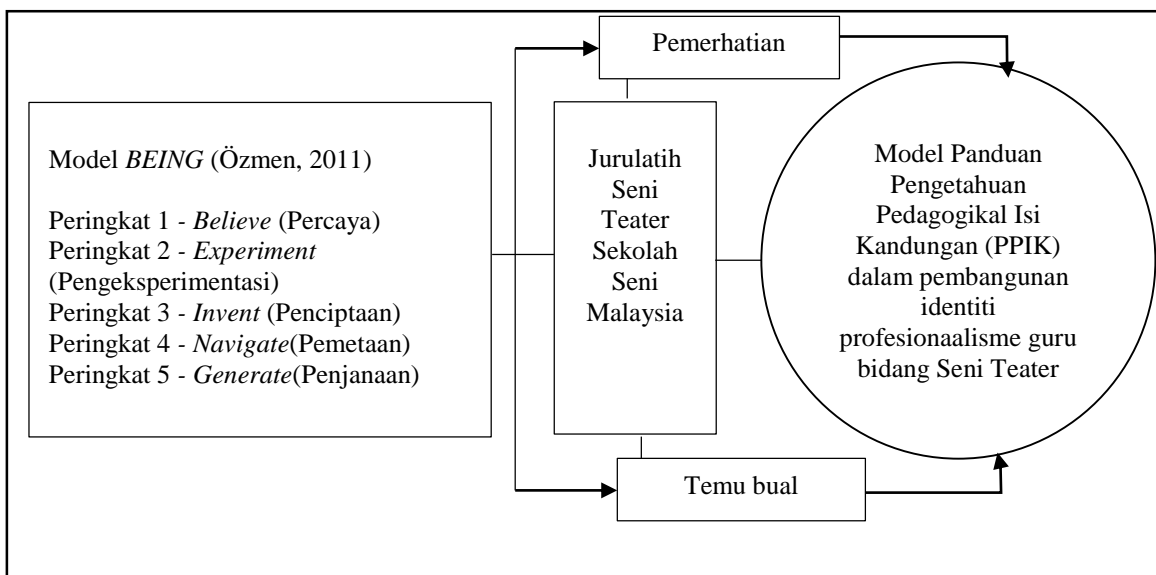 Model BEING (Özmen, 2011)
Peringkat 1 - Believe (Percaya)
Peringkat 2 - Experiment
(Pengeksperimentasi)
Peringkat 3 - Invent (Penciptaan)
Peringkat 4 - Navigate(Pemetaan)
Peringkat 5 - Generate(Penjanaan)
Pemerhatian
Jurulatih
Seni
Teater
Sekolah
Seni
Malaysia
Temu bual
Model Panduan
Pengetahuan
Pedagogikal Isi
Kandungan (PPIK)
dalam pembangunan
identiti
profesionaalisme guru
bidang Seni Teater